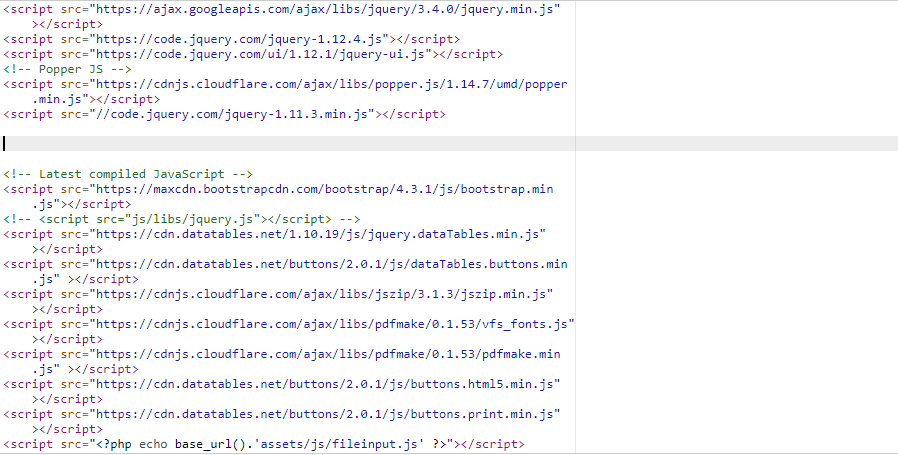 <script src="https://ajax.googleapis.com/ajax/libs/jquery/3.4.0/jquery.min.js"
></script>
<script src="https://code.jquery.com/jquery-1.12.4.js"></script>
<script src="https://code.jquery.com/ui/1.12.1/jquery-ui.js"></script>
<!-- Popper JS -->
<script src="https://cdnjs.cloudflare.com/ajax/libs/popper.js/1.14.7/umd/popper
.min.js"></script>
<script src="//code.jquery.com/jquery-1.11.3.min.js"></script>
<!-- Latest compiled JavaScript -->
<script src="https://maxcdn.bootstrapcdn.com/bootstrap/4.3.1/js/bootstrap.min
.js"></script>
<!-- <script src="js/libs/jquery.js"></script> -->
<script src="https://cdn.datatables.net/1.10.19/js/jquery.dataTables.min.js"
></script>
<script src="https://cdn.datatables.net/buttons/2.0.1/js/dataTables.buttons.min
.js" ></script>
<script src="https://cdnjs.cloudflare.com/ajax/libs/jszip/3.1.3/jszip.min.js"
></script>
<script src="https://cdnjs.cloudflare.com/ajax/libs/pdfmake/0.1.53/vfs_fonts.js"
></script>
<script src="https://cdnjs.cloudflare.com/ajax/libs/pdfmake/0.1.53/pdfmake.min
.js" ></script>
<script src="https://cdn.datatables.net/buttons/2.0.1/js/buttons.html5.min.js"
></script>
<script src="https://cdn.datatables.net/buttons/2.0.1/js/buttons.print.min.js"
></script>
<script src="<?php echo base_url().'assets/js/fileinput.js' ?>"></script>